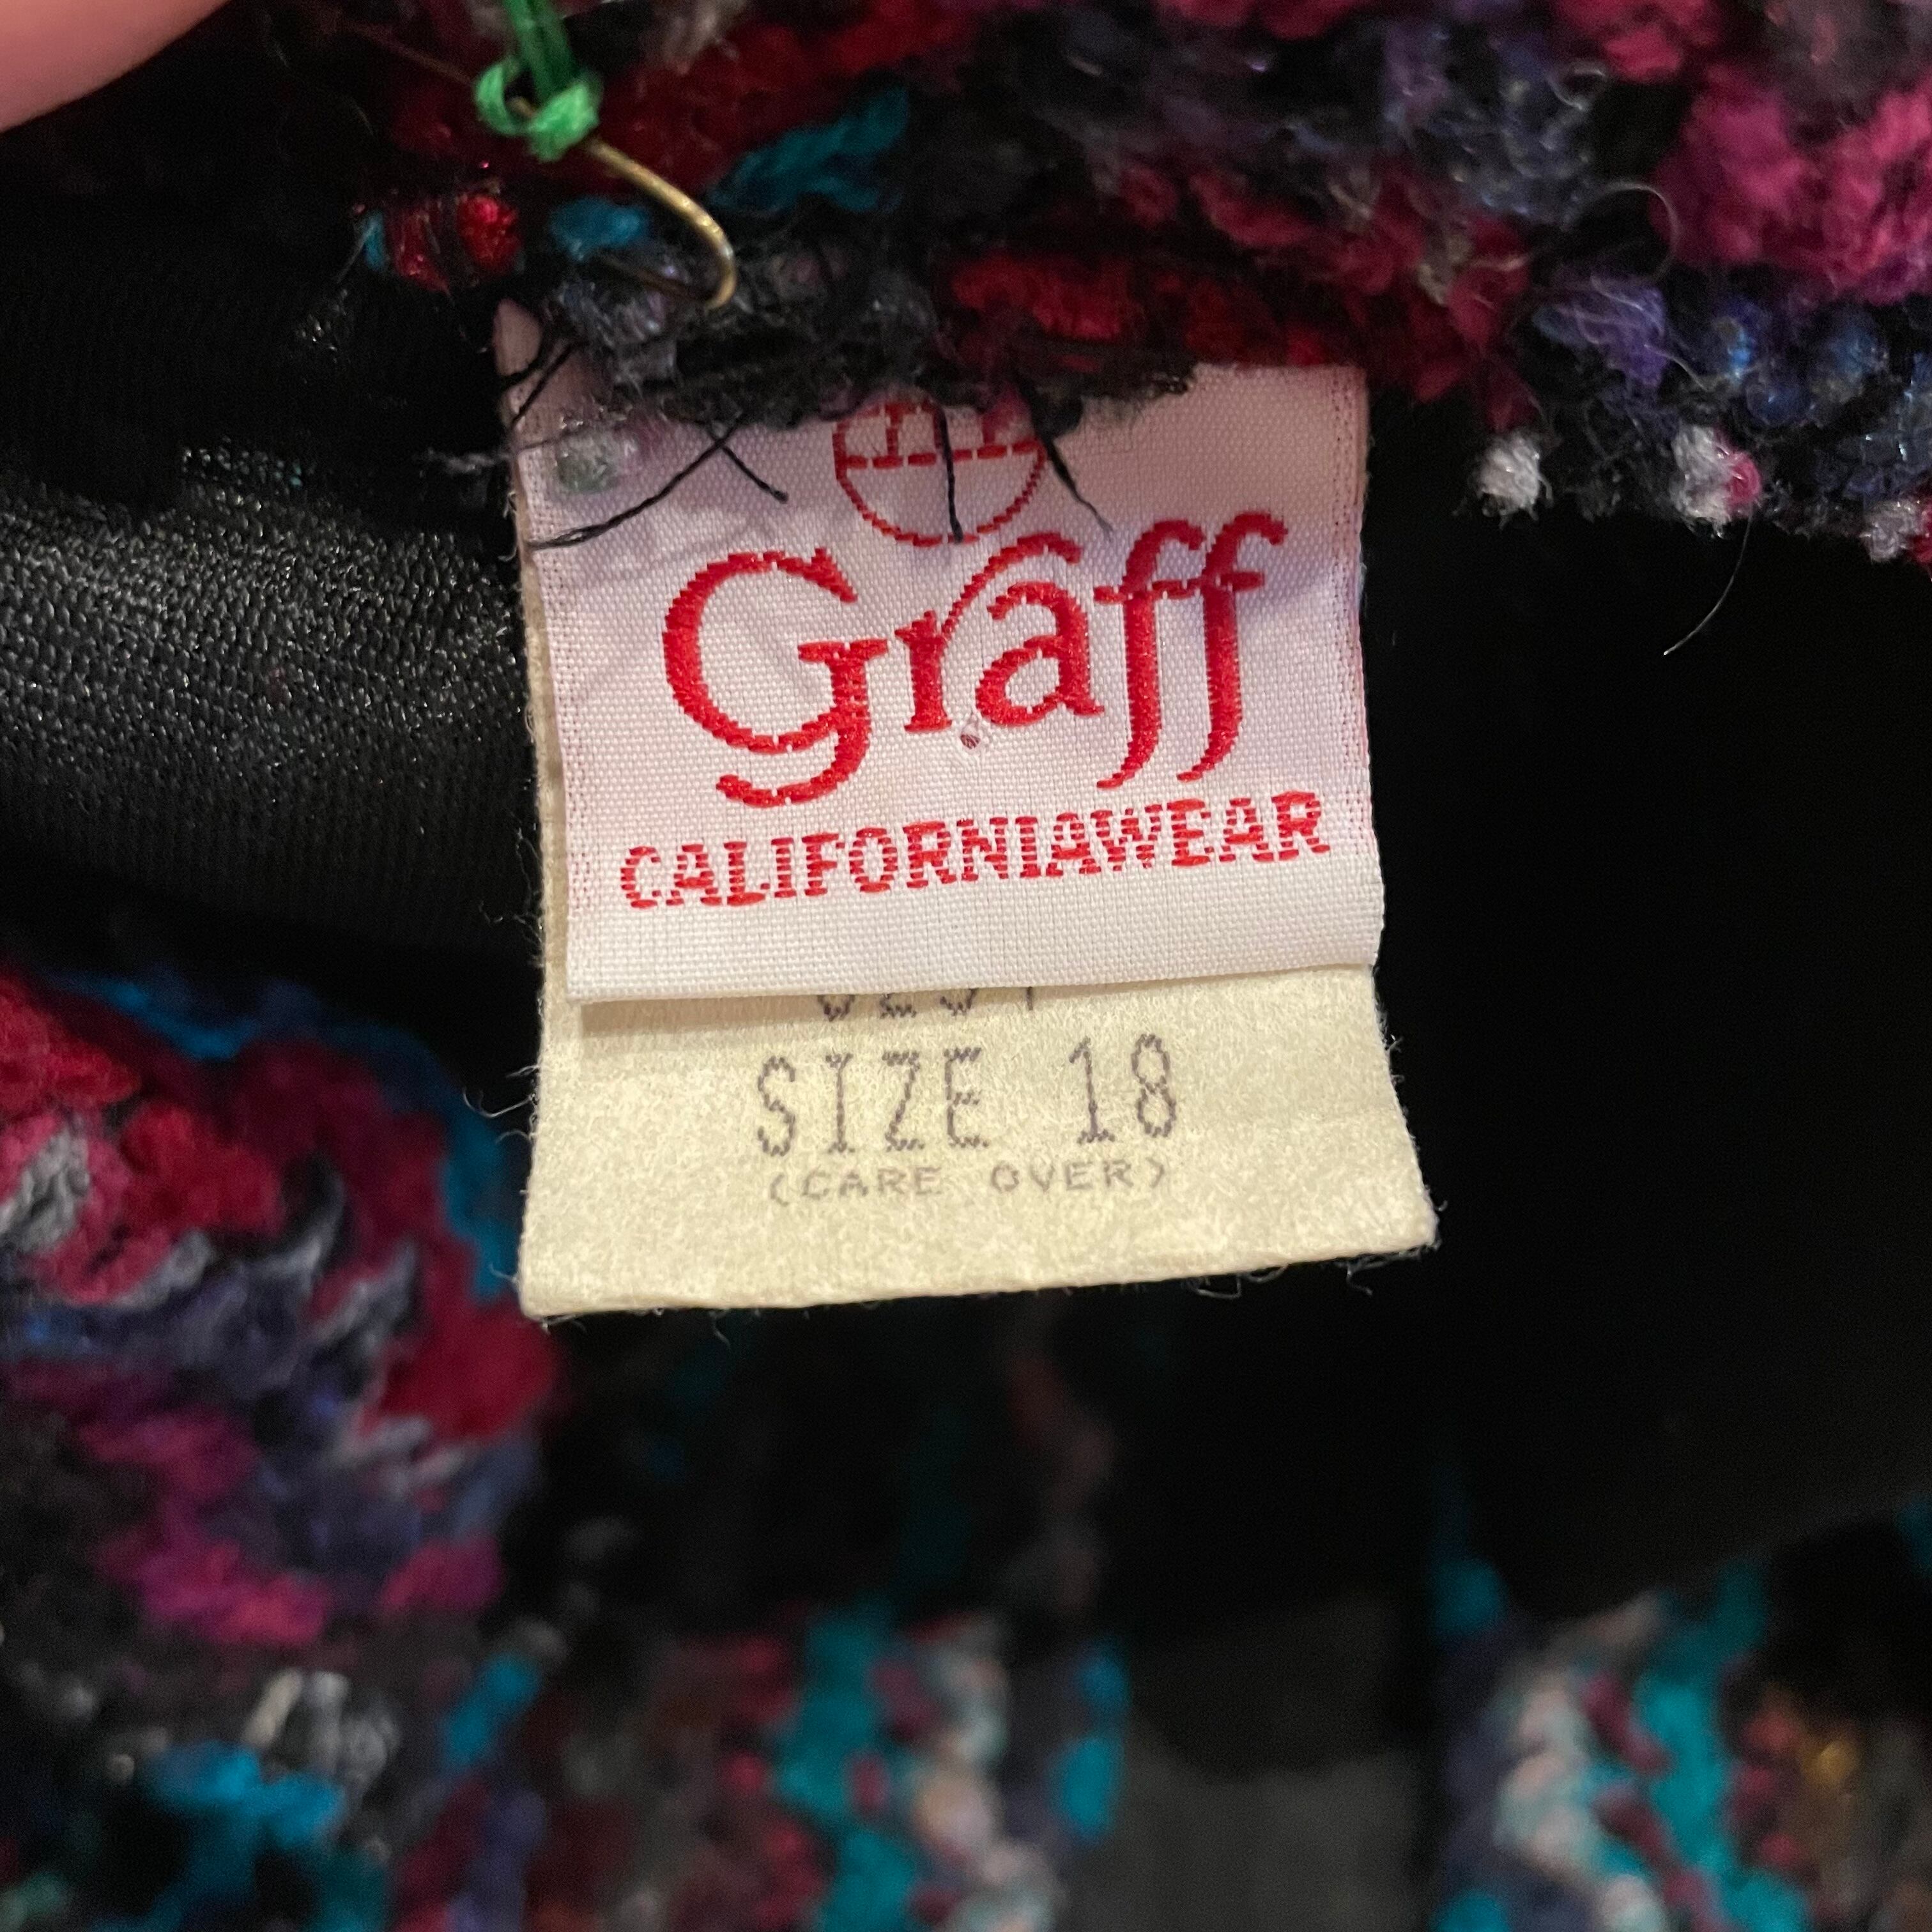 Graff
CALIFORNIAWEAR
SIZE 18
(CARE OVER)